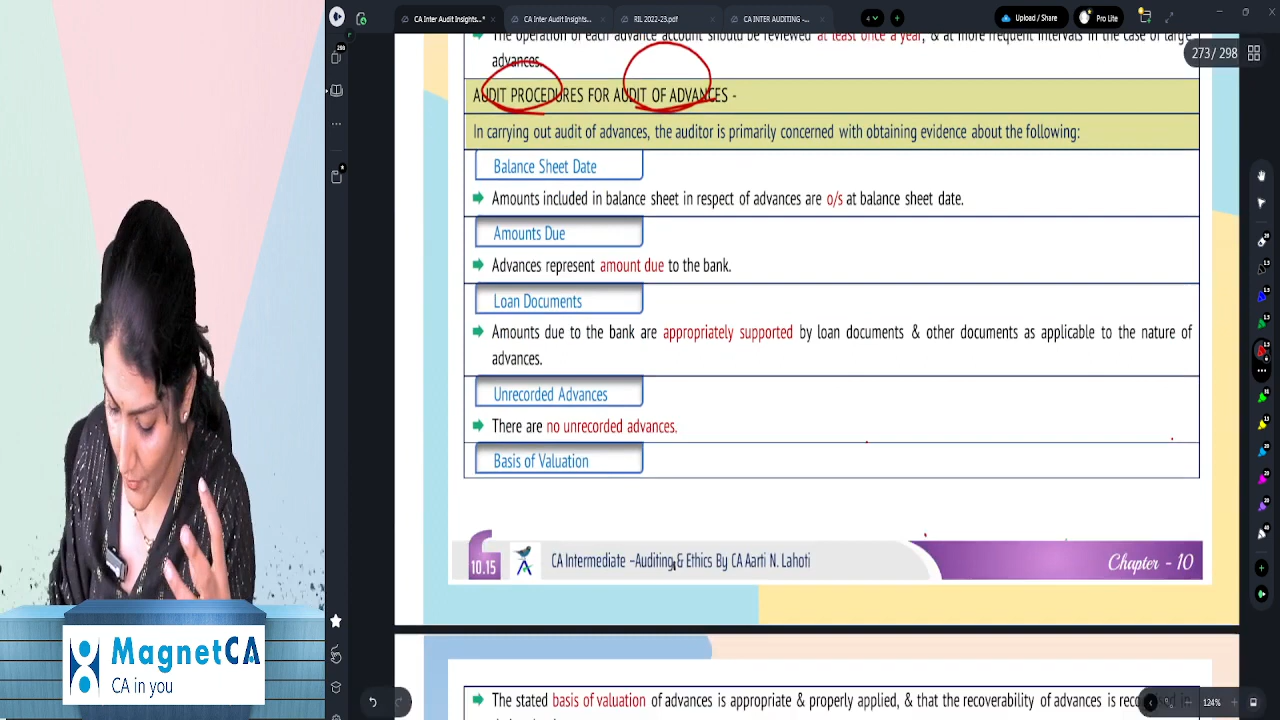 CA Inter Audit Insights...*
CA Inter Audit Insights...
RIL 2022-23.pdf
CA INTER AUDITING -...
4
Upload / Share
Pro Lite
273 / 298
The operation of each advance account should be reviewed at least once a year, & at more frequent intervals in the case of large
advances.
AUDIT PROCEDURES FOR AUDIT OF ADVANCES -
In carrying out audit of advances, the auditor is primarily concerned with obtaining evidence about the following:
Balance Sheet Date
Amounts included in balance sheet in respect of advances are o/s at balance sheet date.
Amounts Due
Advances represent amount due to the bank.
Loan Documents
Amounts due to the bank are appropriately supported by loan documents & other documents as applicable to the nature of
advances.
Unrecorded Advances
There are no unrecorded advances.
Basis of Valuation
10.15
CA Intermediate -Auditing & Ethics By CA Aarti N. Lahoti
Chapter - 10
MagnetCA
CA in you
The stated basis of valuation of advances is appropriate & properly applied, & that the recoverability of advances is in
124%